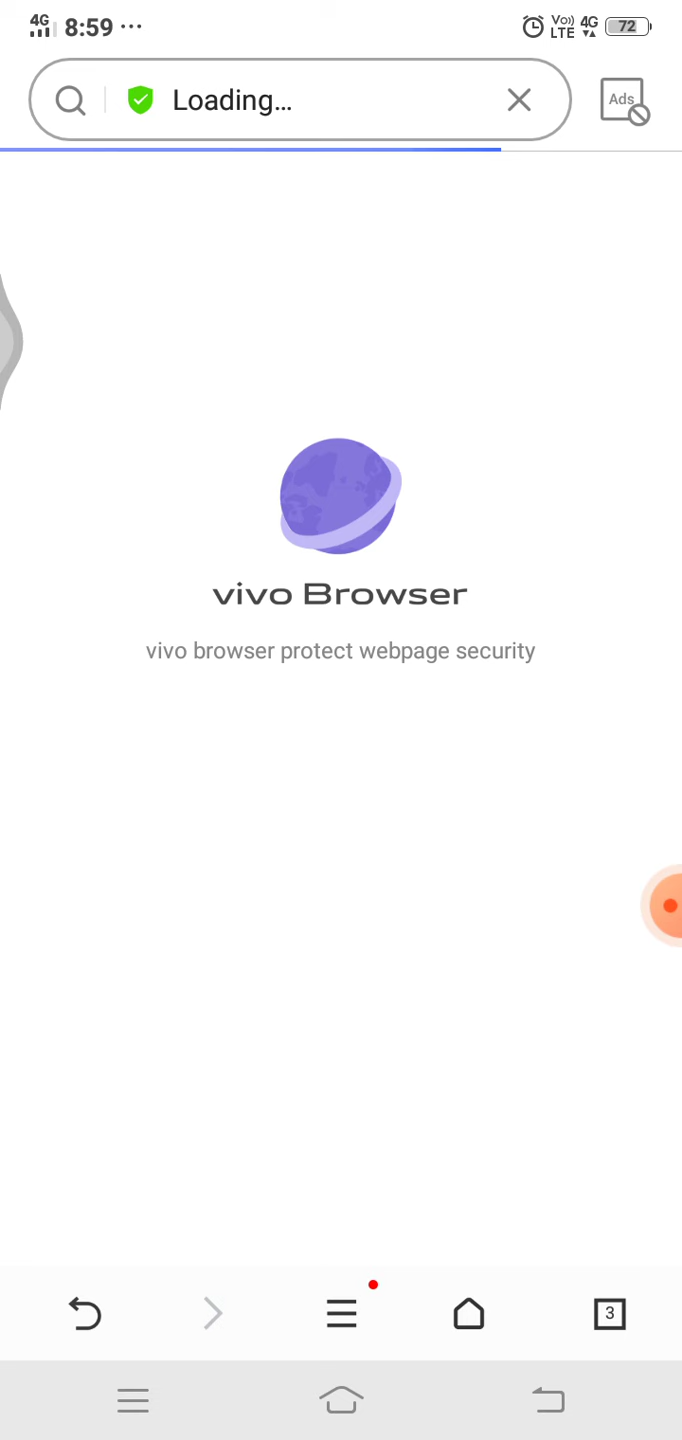 4G 8:59 ··· Vo)) LTE 4G 72
Loading...
Ads
vivo Browser
vivo browser protect webpage security
3